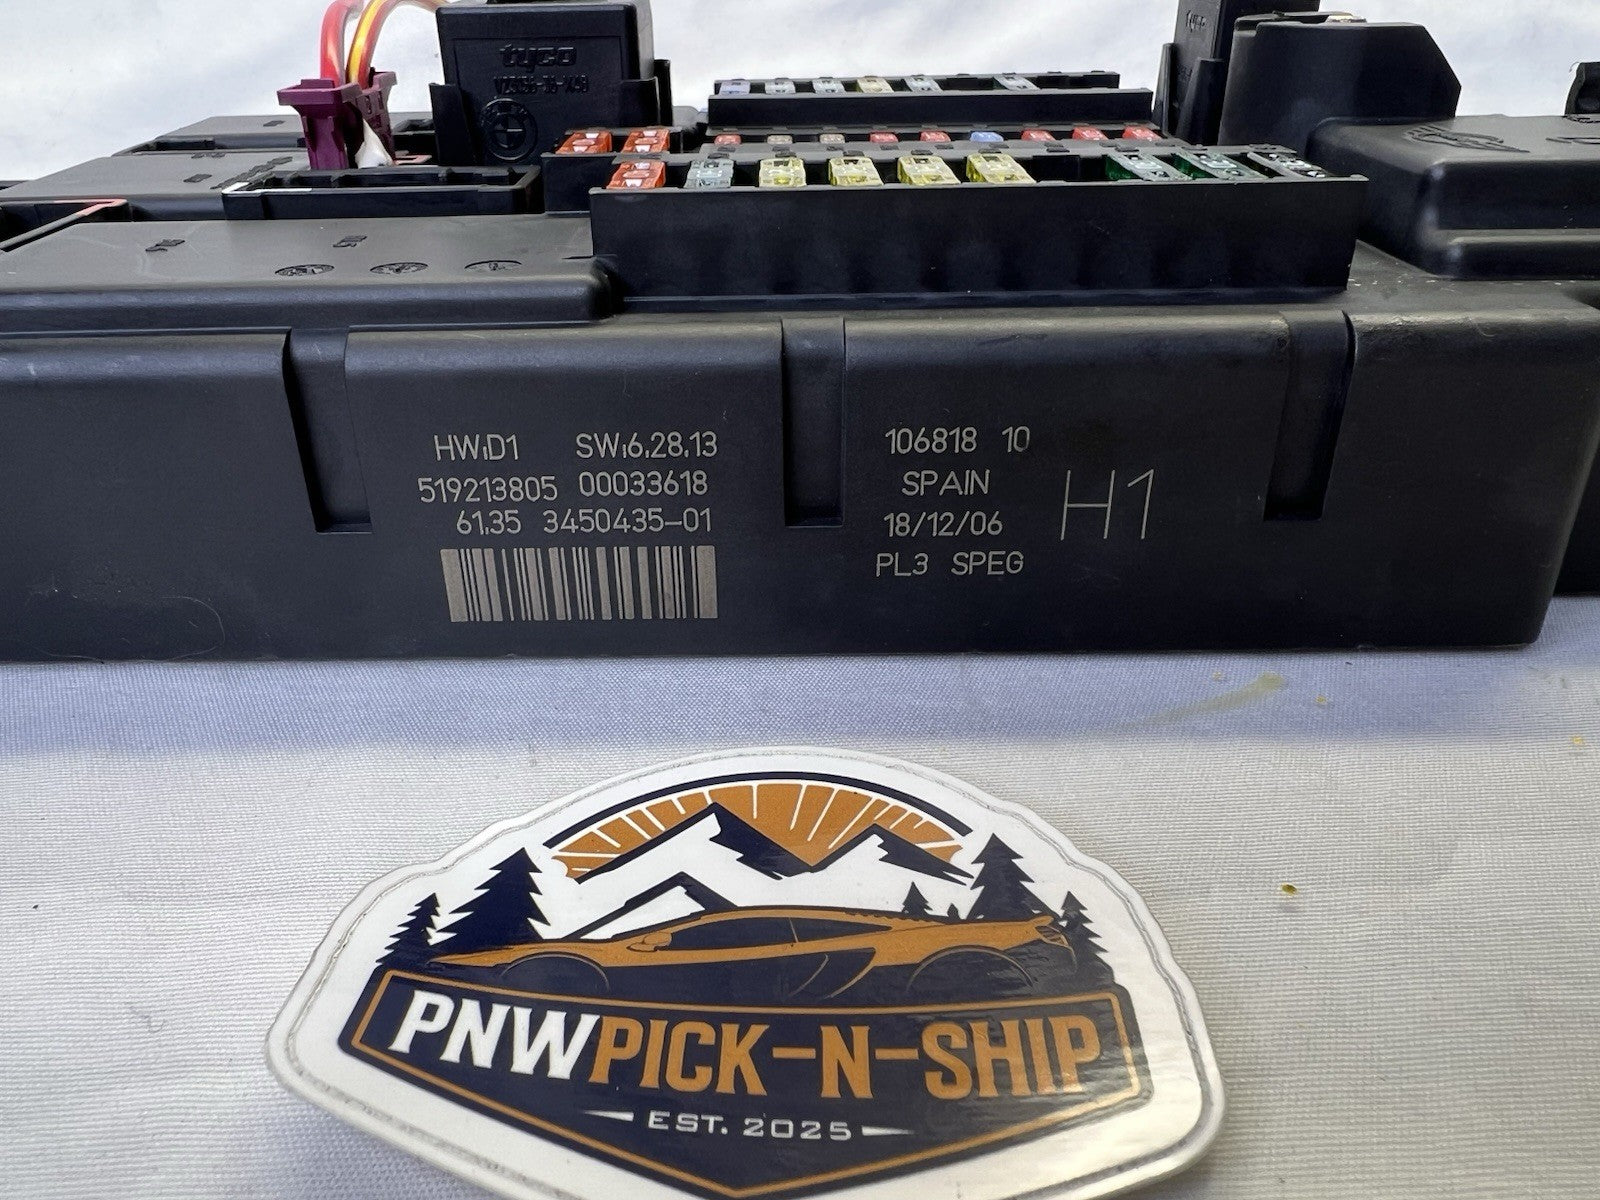 tyco
HW:D1 SW:6.28.13
519213805 00033618
61.35 3450435-01
106818 10
SPAIN
18/12/06
PL3 SPEG
H1
PNWPICK-N-SHIP
EST. 2025